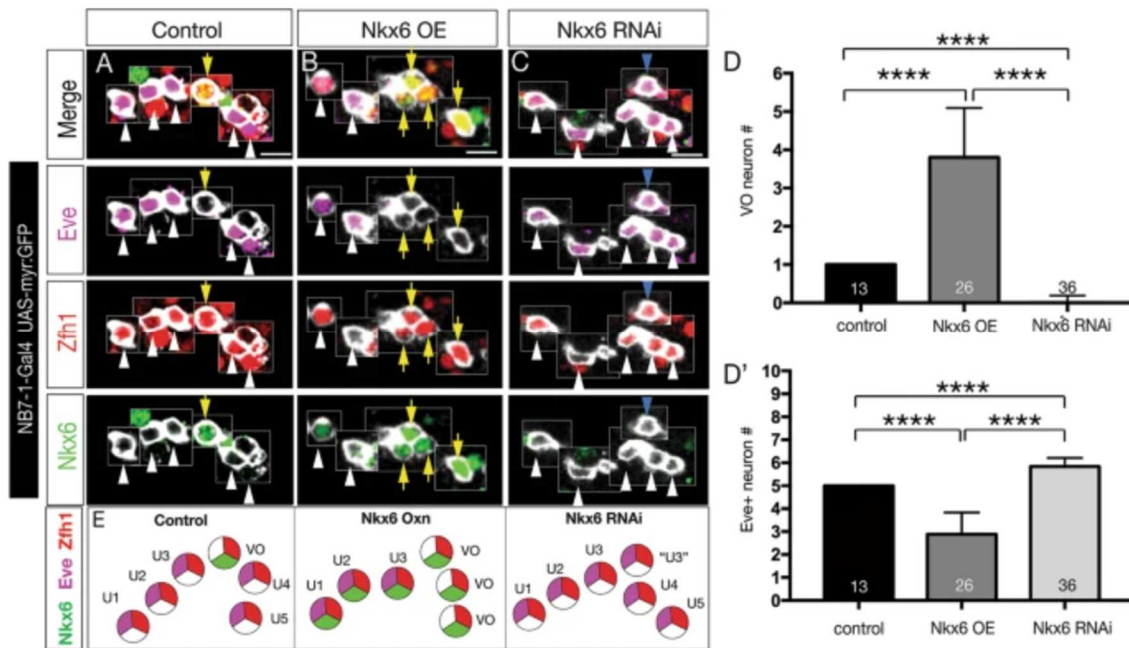 Control Nkx6 OE Nkx6 RNAi
A B C
Merge
Eve
Zfh1
Nkx6
NB7-1-Gal4 UAS-myr:GFP
D
****
**** ****
VO neuron #
6
5
4
3
2
1
0
13 26 36
control Nkx6 OE Nkx6 RNAi
D'
****
**** ****
Eve+ neuron #
10
9
8
7
6
5
4
3
2
1
0
13 26 36
control Nkx6 OE Nkx6 RNAi
Nkx6 Eve Zfh1
E Control Nkx6 Oxn Nkx6 RNAi
U1 U2 U3 VO U4 U5
U1 U2 U3 VO VO VO
U1 U2 U3 "U3" U4 U5